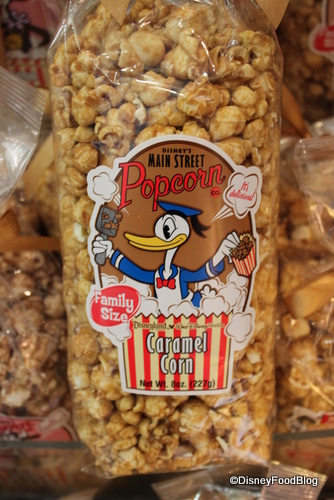 DISNEY'S
MAIN STREET
Popcorn
CO.
It's
delicious!
Family
Size
Disneyland
Caramel
Corn
Net Wt. 8oz. (227g)
©DisneyFoodBlog